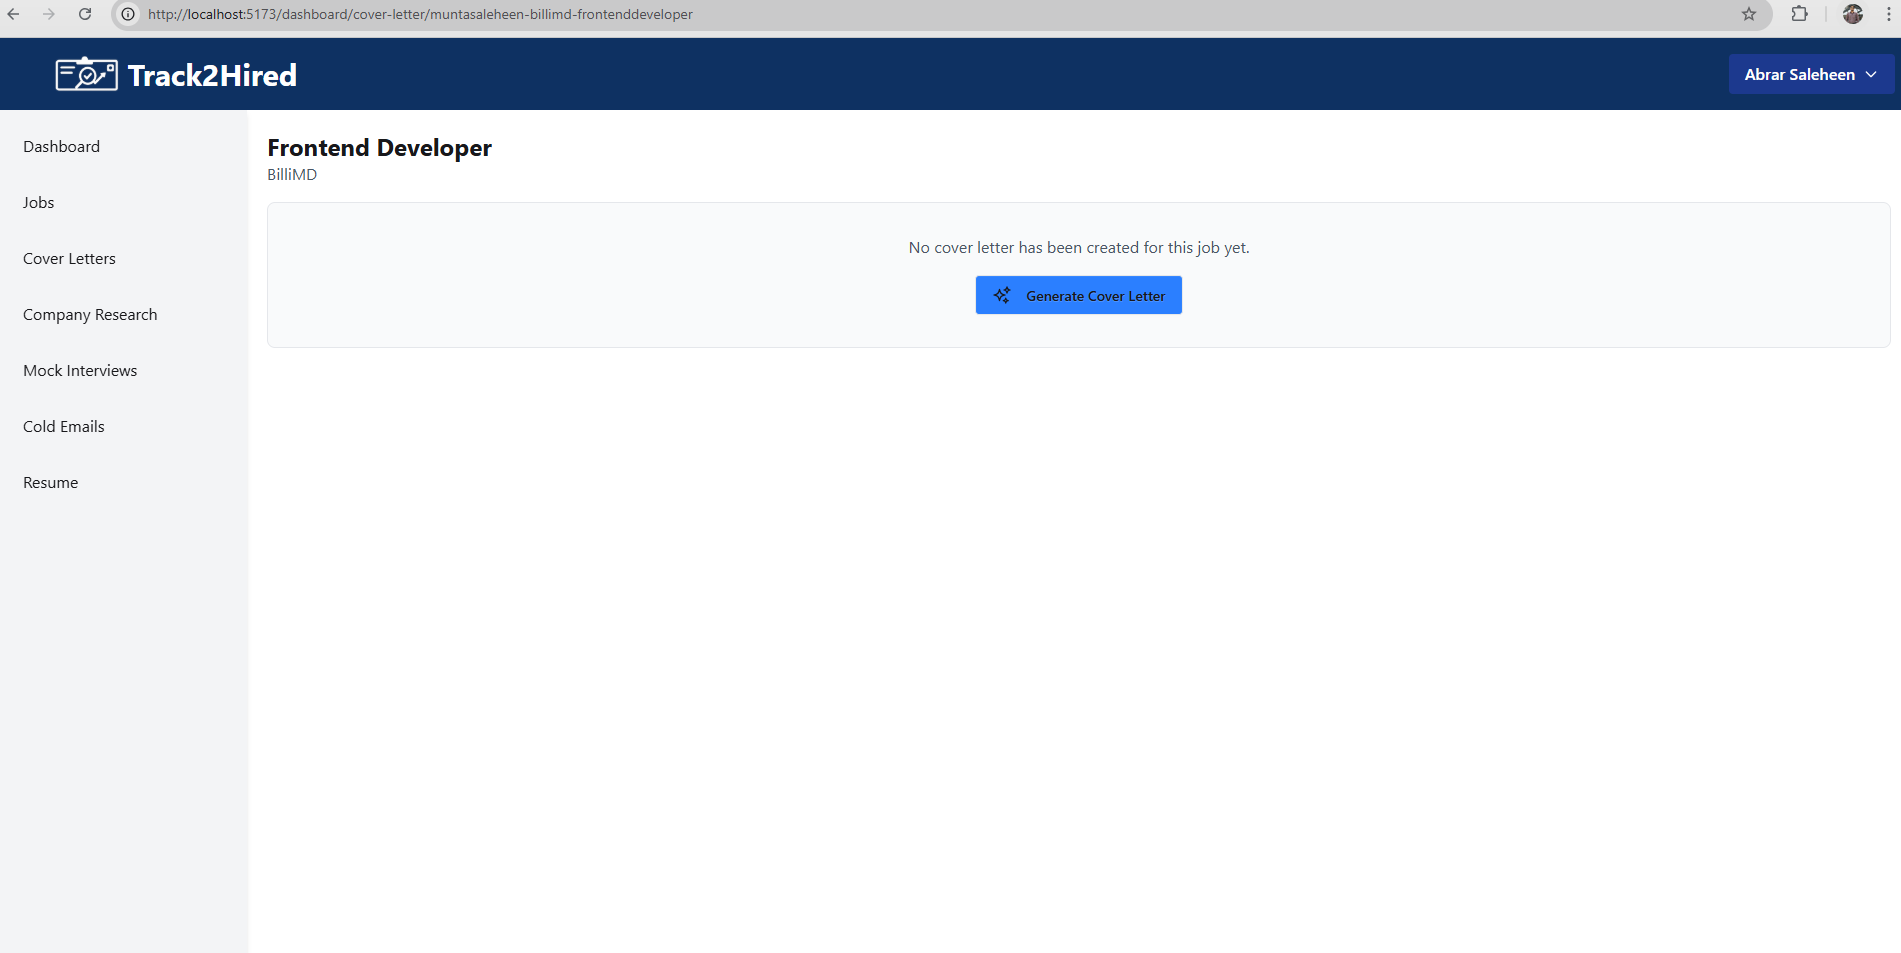 http://localhost:5173/dashboard/cover-letter/muntasaleheen-billimd-frontenddeveloper
Track2Hired
Abrar Saleheen
Dashboard
Jobs
Cover Letters
Company Research
Mock Interviews
Cold Emails
Resume
Frontend Developer
BilliMD
No cover letter has been created for this job yet.
Generate Cover Letter